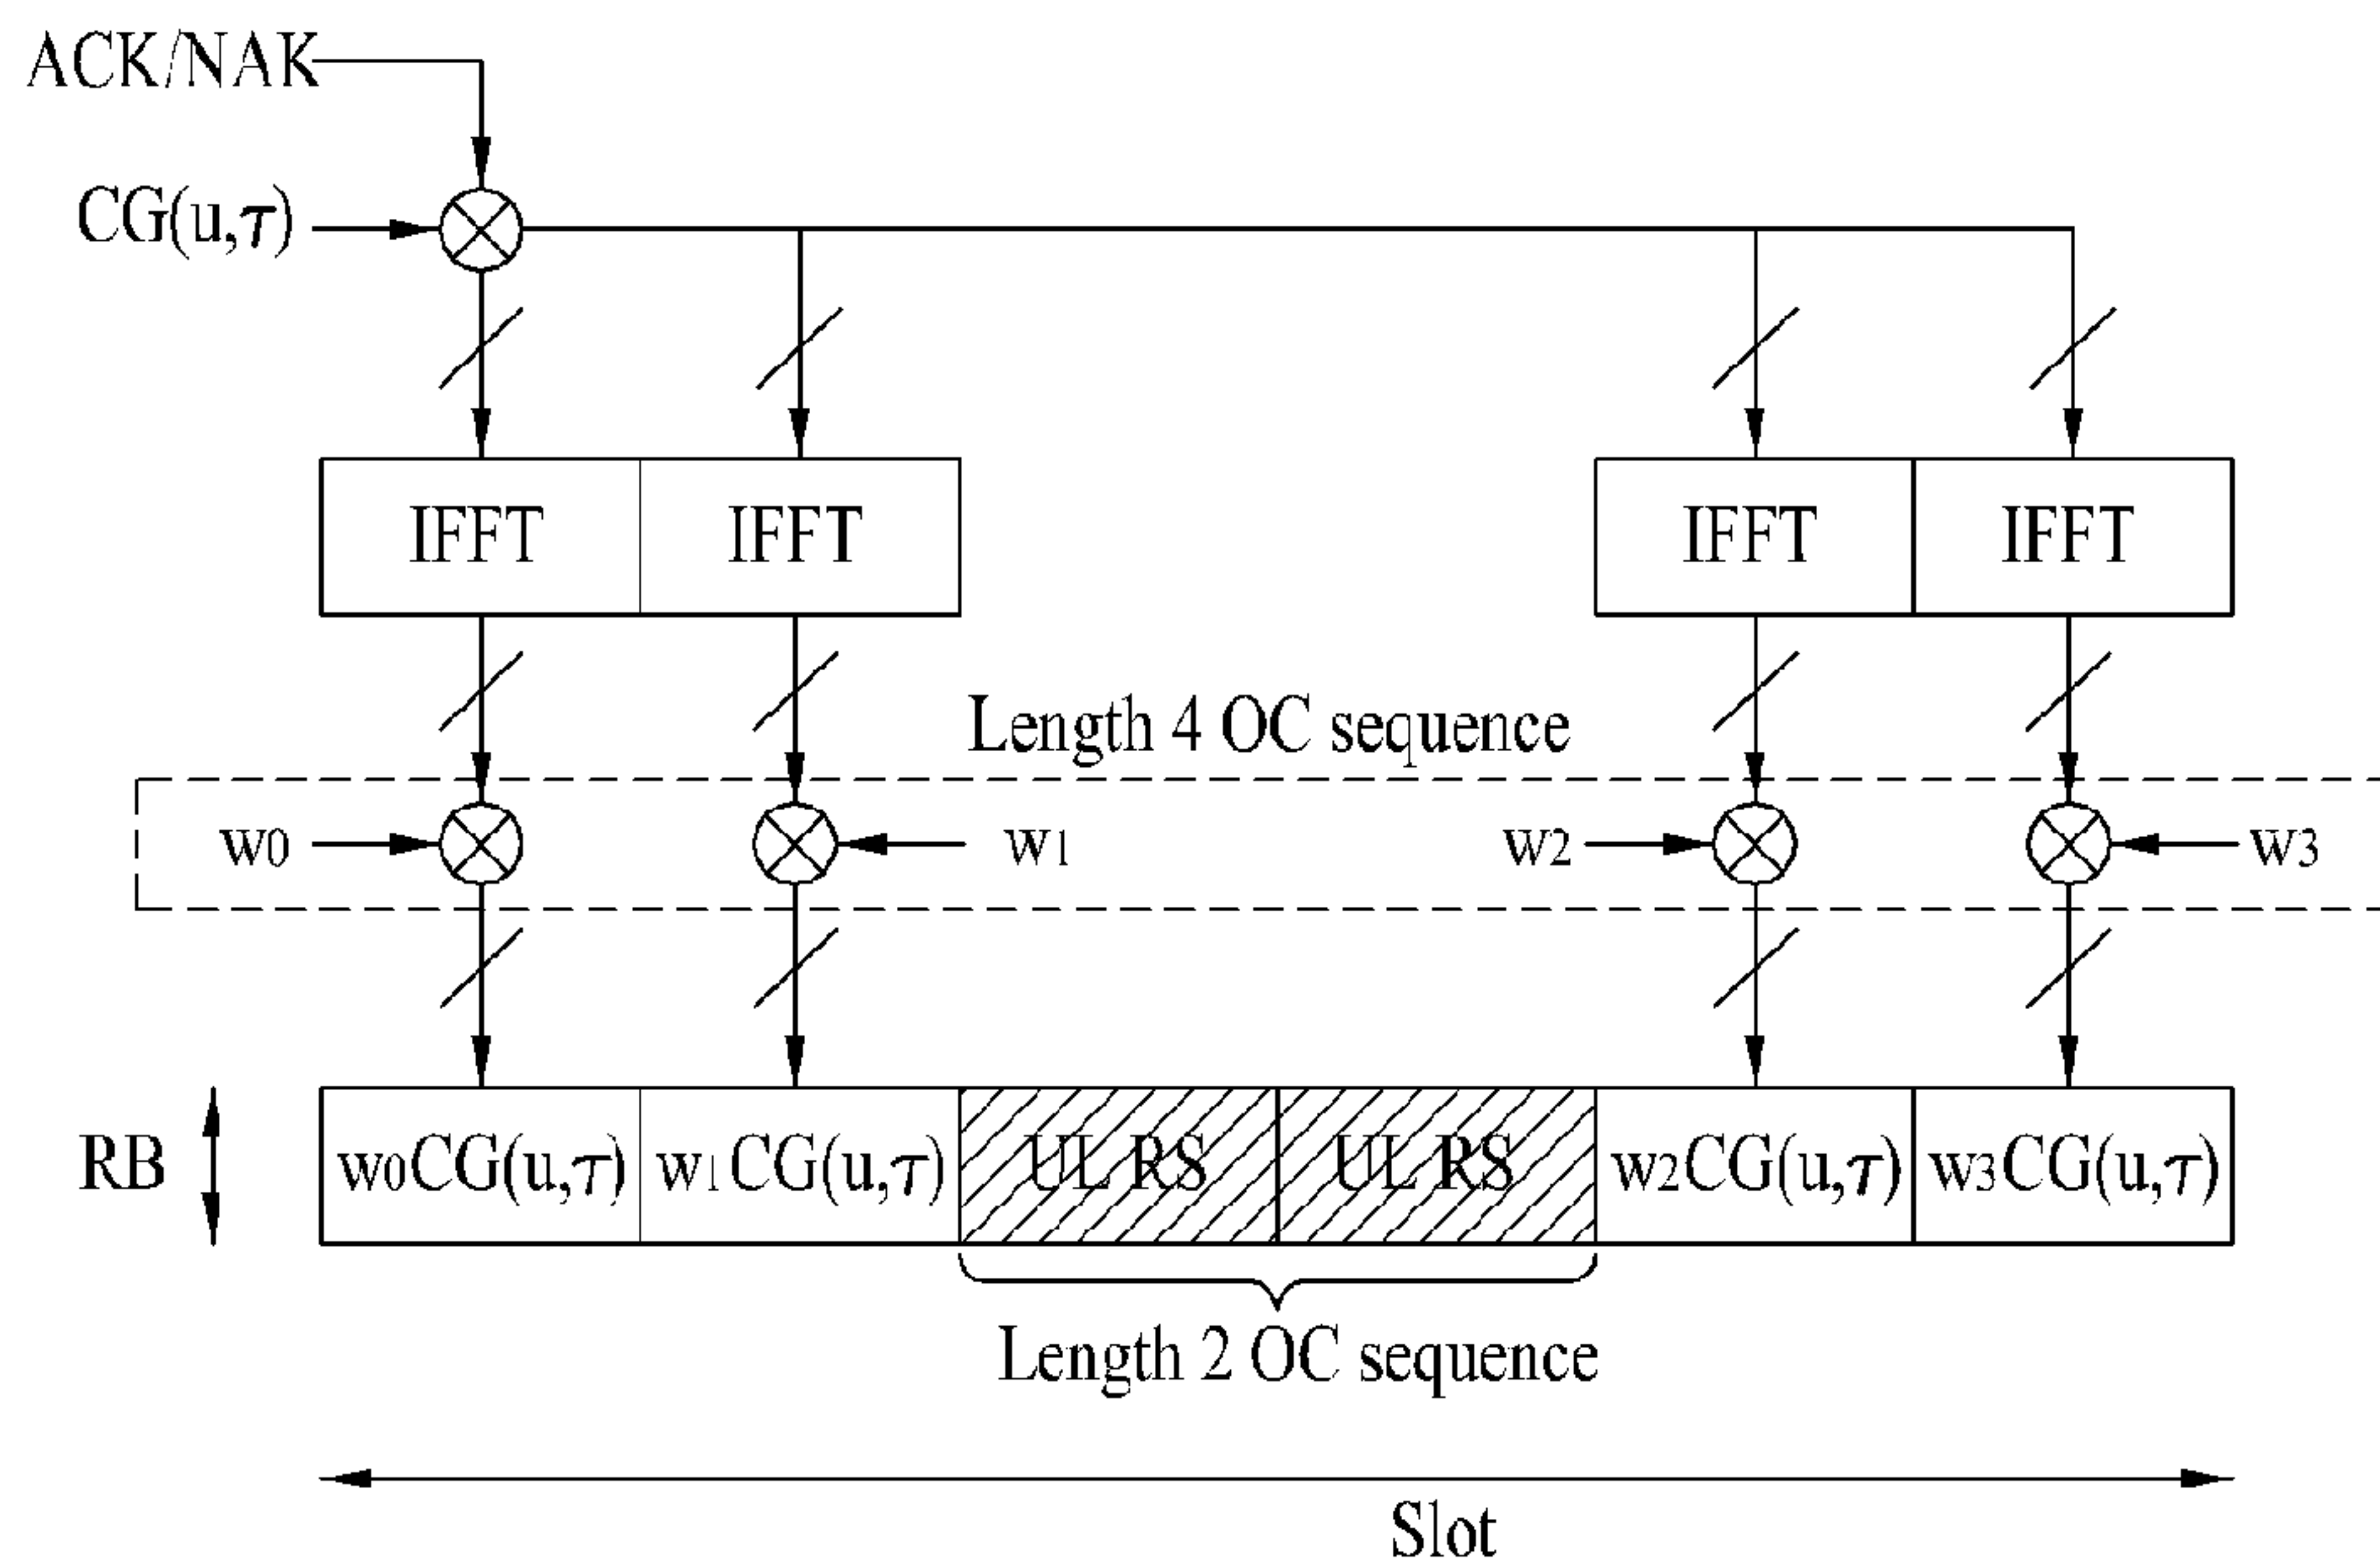 ACK/NAK
CG(u,τ)
IFFT IFFT IFFT IFFT
Length 4 OC sequence
w0 w1 w2 w3
RB w0CG(u,τ) w1CG(u,τ) UL RS UL RS w2CG(u,τ) w3CG(u,τ)
Length 2 OC sequence
Slot